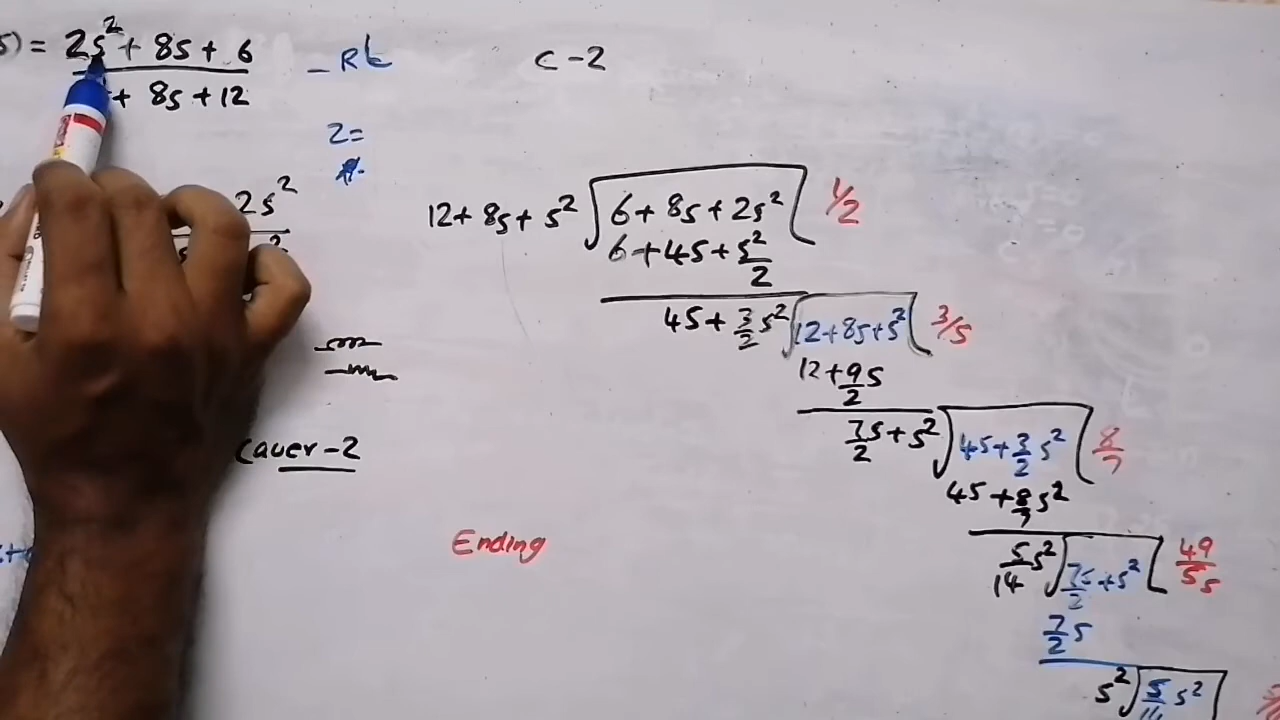 s) = 2s² + 8s + 6
+ 8s + 12
- RL
C - 2
Z =
2s²
12 + 8s + s² √ 6 + 8s + 2s² 1/2
6 + 4s + s²/2
4s + 3/2 s² √ 12 + 8s + s² 3/s
12 + 9/2 s
7/2 s + s² √ 4s + 3/2 s² 8/7
4s + 8/7 s²
5/14 s² √ 7/2 s + s² 49/5s
7/2 s
s² √ 5/14 s²
Cauer - 2
Ending